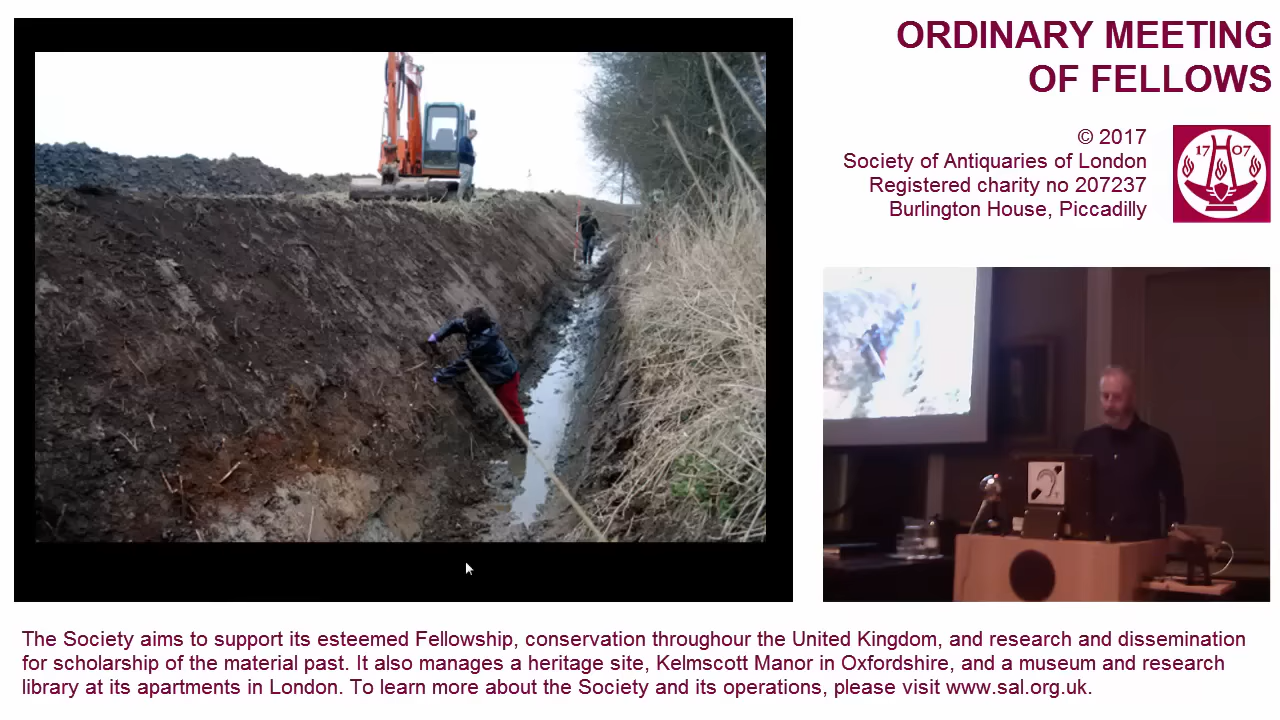 ORDINARY MEETING
OF FELLOWS
© 2017
Society of Antiquaries of London
Registered charity no 207237
Burlington House, Piccadilly
17 07
The Society aims to support its esteemed Fellowship, conservation throughour the United Kingdom, and research and dissemination
for scholarship of the material past. It also manages a heritage site, Kelmscott Manor in Oxfordshire, and a museum and research
library at its apartments in London. To learn more about the Society and its operations, please visit www.sal.org.uk.